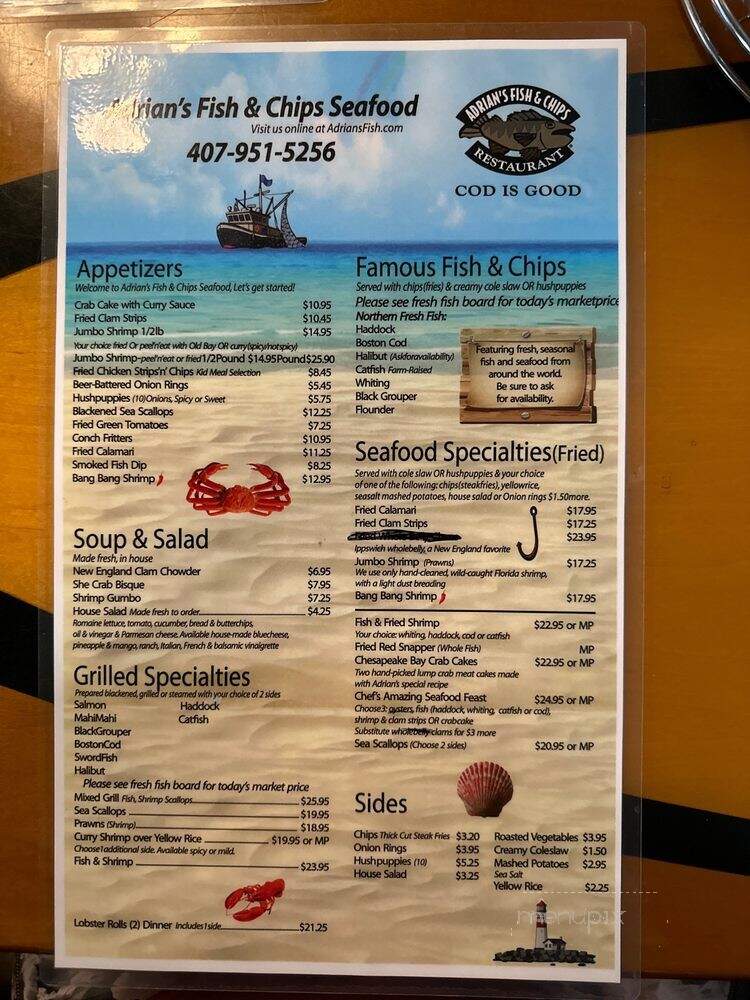 Adrian's Fish & Chips Seafood
Visit us online at AdriansFish.com
407-951-5256
ADRIAN'S FISH & CHIPS
RESTAURANT
COD IS GOOD
Appetizers
Welcome to Adrian's Fish & Chips Seafood, Let's get started!
Crab Cake with Curry Sauce $10.95
Fried Clam Strips $10.45
Jumbo Shrimp 1/2lb $14.95
Your choice fried Or peel'n'eat with Old Bay OR curry(spicy/notspicy)
Jumbo Shrimp-peel'n'eat or fried 1/2Pound $14.95Pound$25.90
Fried Chicken Strips'n' Chips Kid Meal Selection $8.45
Beer-Battered Onion Rings $5.45
Hushpuppies (10)Onions, Spicy or Sweet $5.75
Blackened Sea Scallops $12.25
Fried Green Tomatoes $7.25
Conch Fritters $10.95
Fried Calamari $11.25
Smoked Fish Dip $8.25
Bang Bang Shrimp $12.95
Soup & Salad
Made fresh, in house
New England Clam Chowder $6.95
She Crab Bisque $7.95
Shrimp Gumbo $7.25
House Salad Made fresh to order $4.25
Romaine lettuce, tomato, cucumber, bread & butterchips,
oil & vinegar & Parmesan cheese. Available house-made bluecheese,
pineapple & mango, ranch, Italian, French & balsamic vinaigrette
Grilled Specialties
Prepared blackened, grilled or steamed with your choice of 2 sides
Salmon Haddock
MahiMahi Catfish
BlackGrouper
BostonCod
SwordFish
Halibut
Please see fresh fish board for today's market price
Mixed Grill Fish, Shrimp Scallops $25.95
Sea Scallops $19.95
Prawns (Shrimp) $18.95
Curry Shrimp over Yellow Rice $19.95 or MP
Choose1additional side. Available spicy or mild.
Fish & Shrimp $23.95
Lobster Rolls (2) Dinner Includes1side $21.25
Famous Fish & Chips
Served with chips(fries) & creamy cole slaw OR hushpuppies
Please see fresh fish board for today's marketprice
Northern Fresh Fish:
Haddock
Boston Cod
Halibut (Askforavailability)
Catfish Farm-Raised
Whiting
Black Grouper
Flounder
Featuring fresh, seasonal
fish and seafood from
around the world.
Be sure to ask
for availability.
Seafood Specialties(Fried)
Served with cole slaw OR hushpuppies & your choice
of one of the following: chips(steakfries), yellowrice,
seasalt mashed potatoes, house salad or Onion rings $1.50more.
Fried Calamari $17.95
Fried Clam Strips $17.25
$23.95
Ippswich wholebelly, a New England favorite
Jumbo Shrimp (Prawns) $17.25
We use only hand-cleaned, wild-caught Florida shrimp,
with a light dust breading
Bang Bang Shrimp $17.95
Fish & Fried Shrimp $22.95 or MP
Your choice: whiting, haddock, cod or catfish
Fried Red Snapper (Whole Fish) MP
Chesapeake Bay Crab Cakes $22.95 or MP
Two hand-picked lump crab meat cakes made
with Adrian's special recipe
Chef's Amazing Seafood Feast $24.95 or MP
Choose3: oysters, fish (haddock, whiting, catfish or cod),
shrimp & clam strips OR crabcake
Substitute wholebelly clams for $3 more
Sea Scallops (Choose 2 sides) $20.95 or MP
Sides
Chips Thick Cut Steak Fries $3.20
Onion Rings $3.95
Hushpuppies (10) $5.25
House Salad $3.25
Roasted Vegetables $3.95
Creamy Coleslaw $1.50
Mashed Potatoes $2.95
Sea Salt
Yellow Rice $2.25
menupix